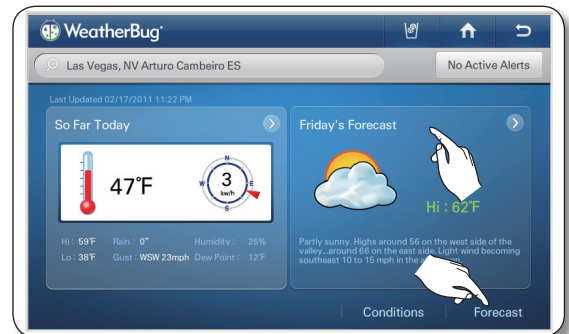 WeatherBug®
Las Vegas, NV Arturo Cambeiro ES
No Active Alerts
Last Updated 02/17/2011 11:22 PM
So Far Today
47°F
N
W
E
S
3
kw/h
Hi : 59°F Rain : 0" Humidity : 25%
Lo : 38°F Gust : WSW 23mph Dew Point : 12°F
Friday's Forecast
Hi : 62°F
Partly sunny. Highs around 56 on the west side of the
valley...around 66 on the east side. Light wind becoming
southeast 10 to 15 mph in the
Conditions
Forecast